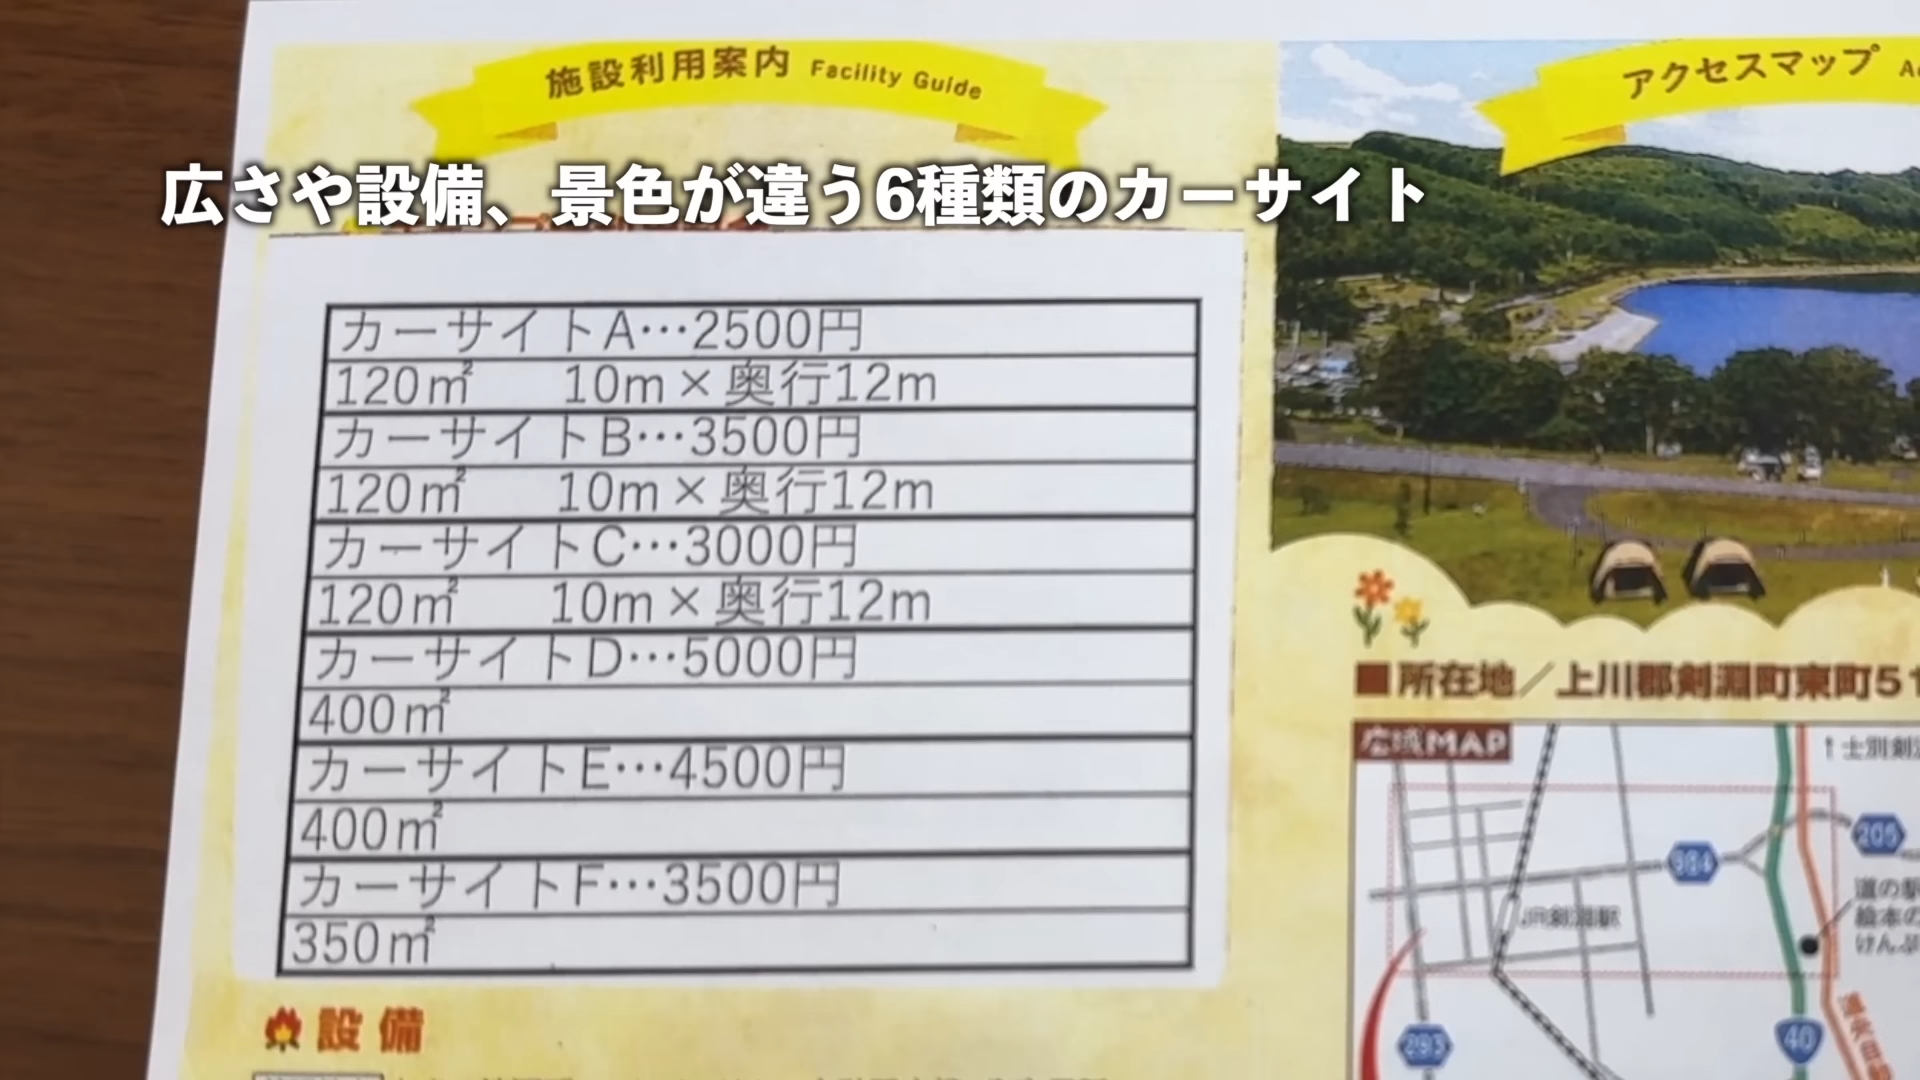 施設利用案内 Facility Guide
アクセスマップ
広さや設備、景色が違う6種類のカーサイト
カーサイトA…2500円
120㎡ 10m×奥行12m
カーサイトB…3500円
120㎡ 10m×奥行12m
カーサイトC…3000円
120㎡ 10m×奥行12m
カーサイトD…5000円
400㎡
カーサイトE…4500円
400㎡
カーサイトF…3500円
350㎡
設備
■所在地／上川郡剣淵町東町51
広域MAP
↑士別剣淵
205
984
道の駅
絵本の
けんぶち
JR剣淵駅
293
40